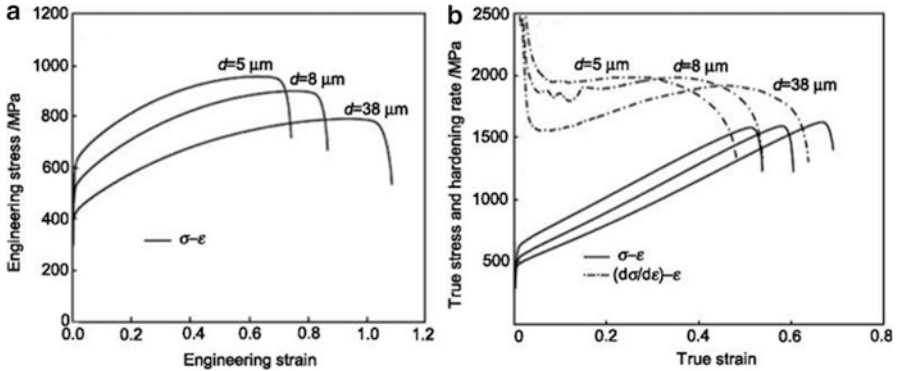 a
1200
1000
800
600
400
200
0
0.0 0.2 0.4 0.6 0.8 1.0 1.2
Engineering stress /MPa
Engineering strain
d=5 μm
d=8 μm
d=38 μm
σ–ε
b
2500
2000
1500
1000
500
0 0.2 0.4 0.6 0.8
True stress and hardening rate /MPa
True strain
d=5 μm
d=8 μm
d=38 μm
σ–ε
(dσ/dε)–ε